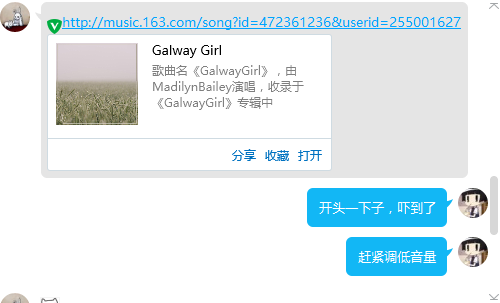 http://music.163.com/song?id=472361236&userid=255001627
Galway Girl
歌曲名《GalwayGirl》，由
MadilynBailey演唱，收录于
《GalwayGirl》专辑中
分享 收藏 打开
开头一下子，吓到了
赶紧调低音量